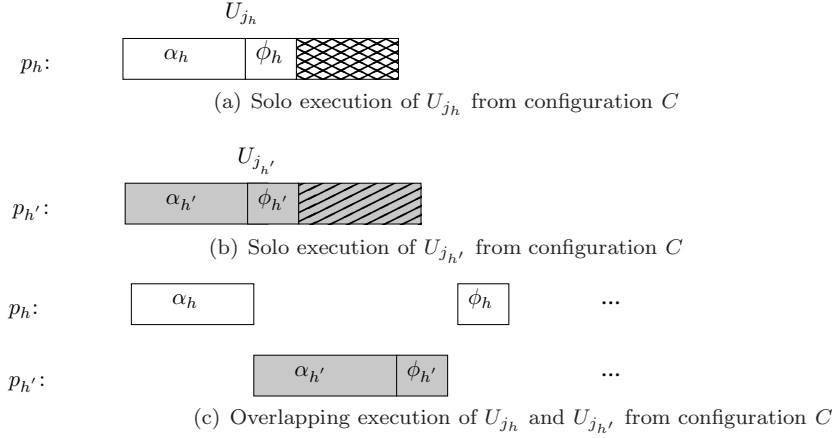 U_{j_h}
p_h: α_h ϕ_h
(a) Solo execution of U_{j_h} from configuration C
U_{j_{h'}}
p_{h'}: α_{h'} ϕ_{h'}
(b) Solo execution of U_{j_{h'}} from configuration C
p_h: α_h ϕ_h ...
p_{h'}: α_{h'} ϕ_{h'} ...
(c) Overlapping execution of U_{j_h} and U_{j_{h'}} from configuration C